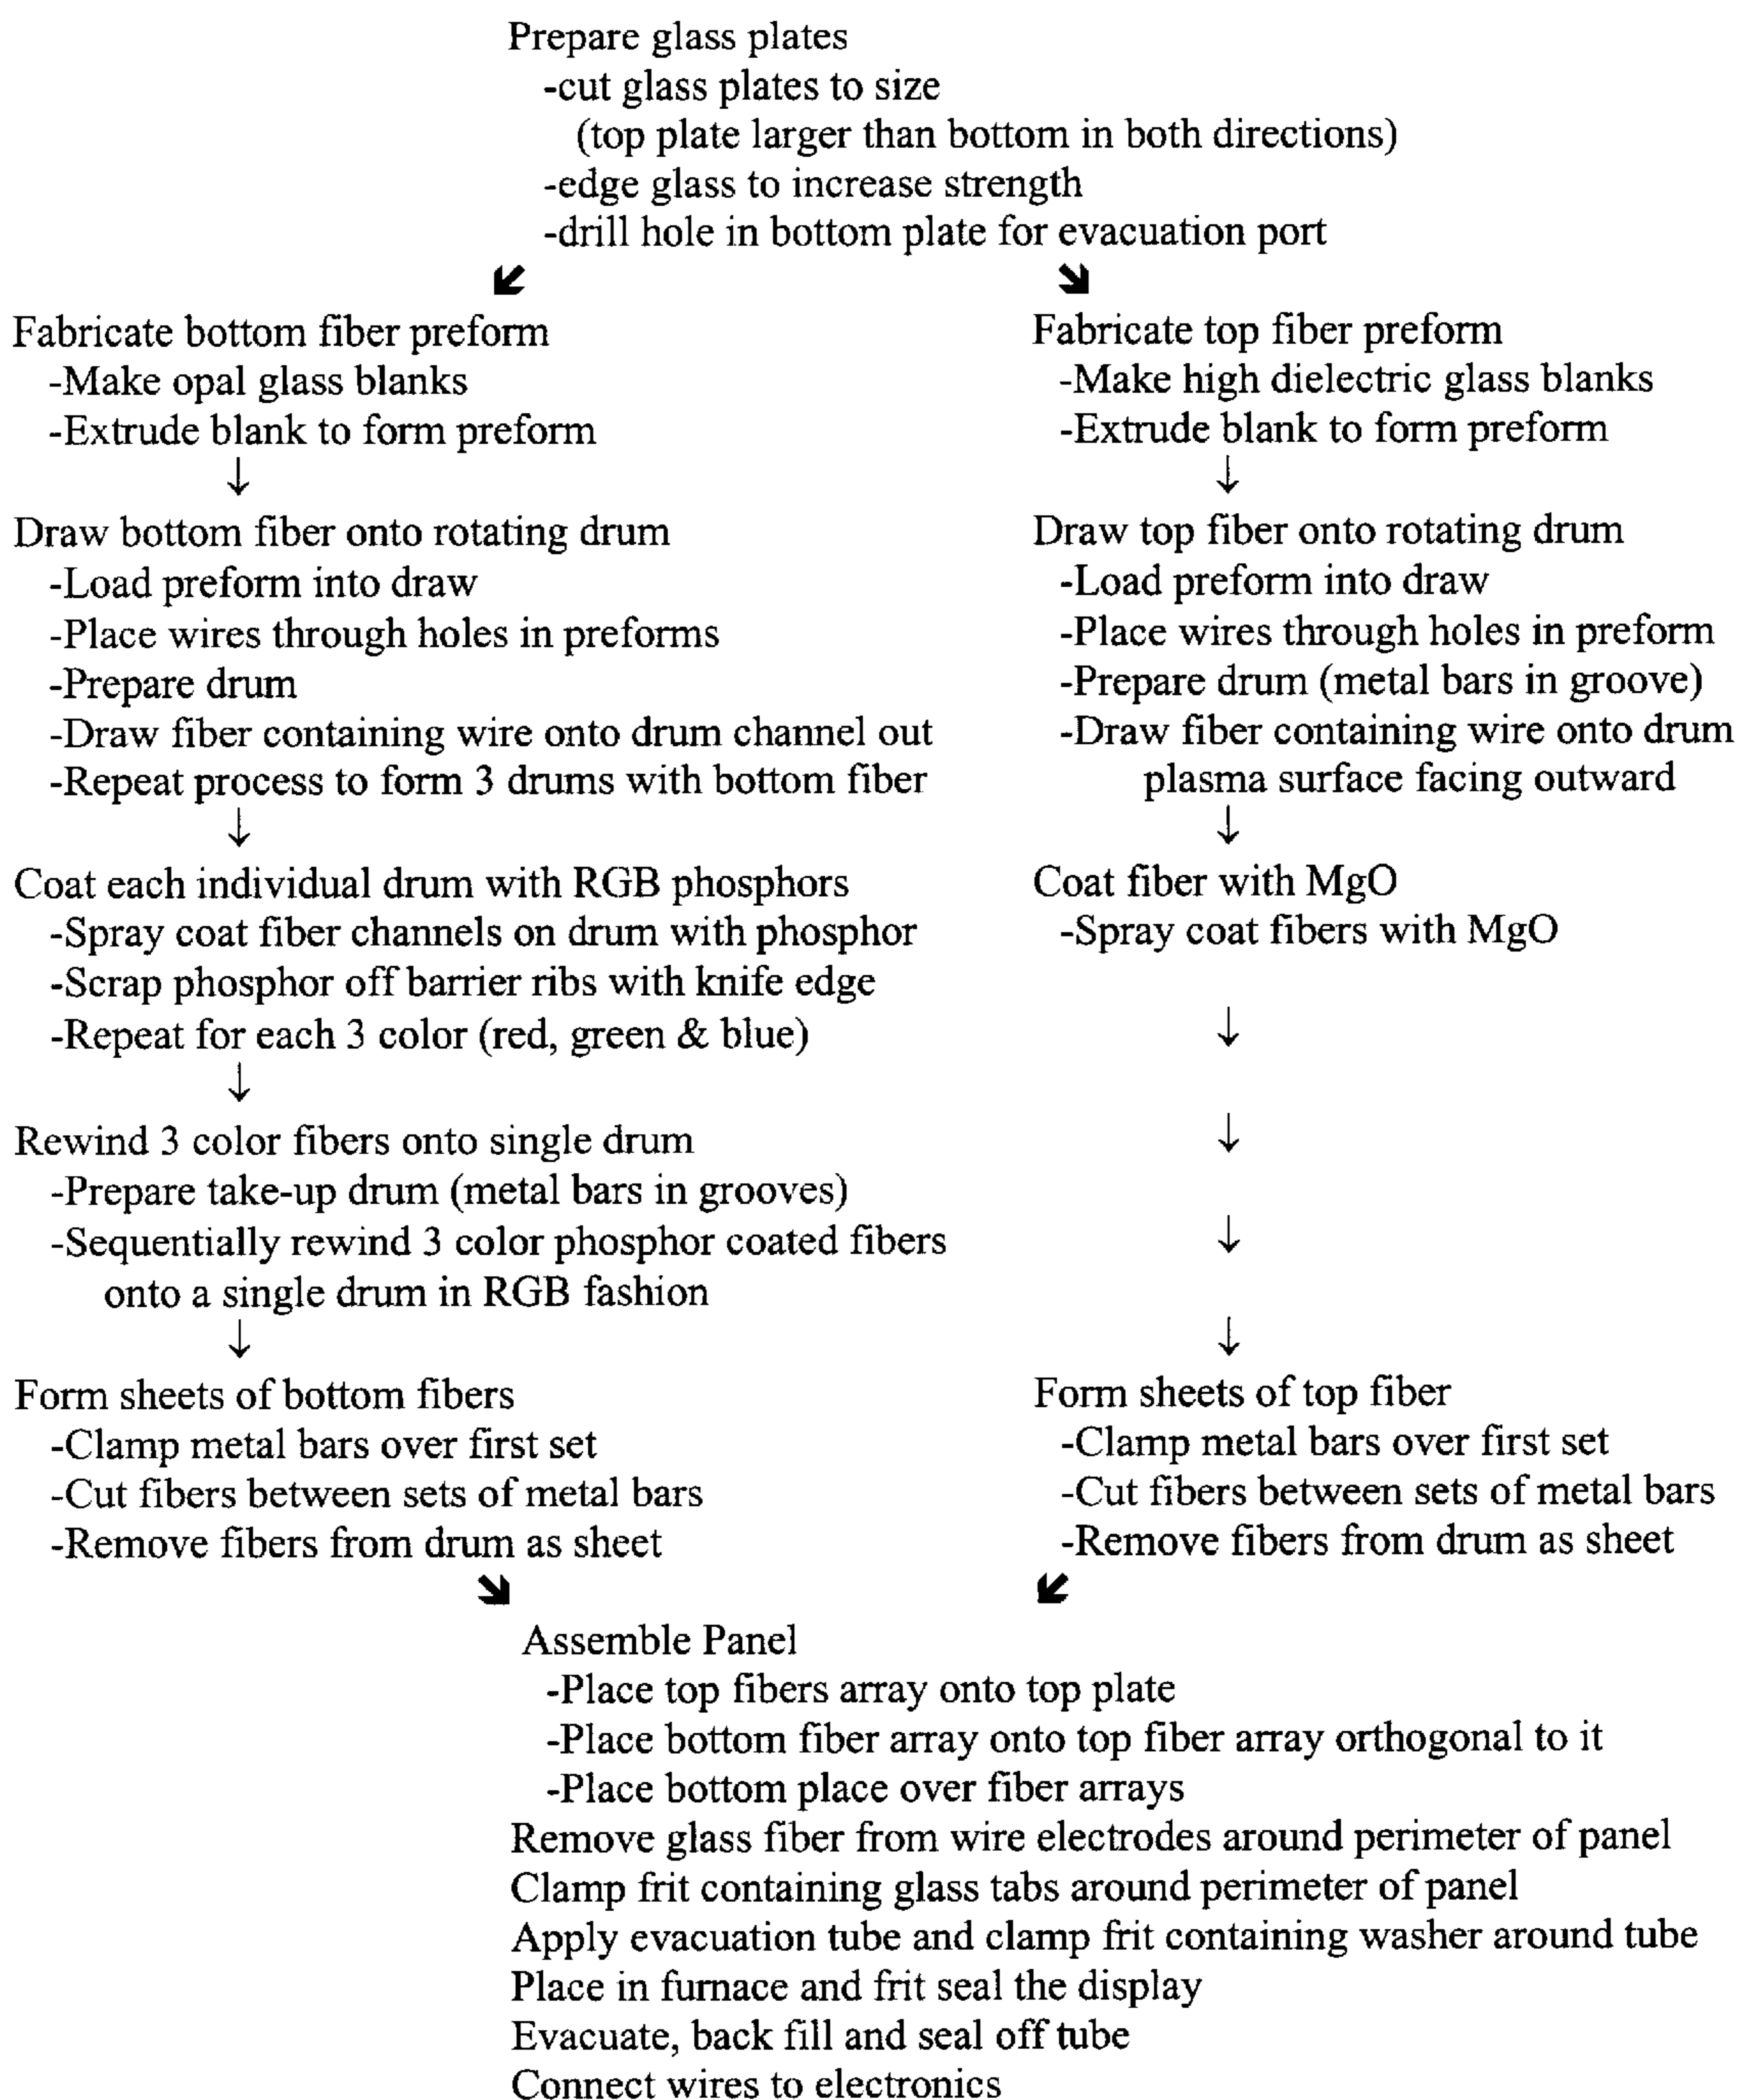 Prepare glass plates
-cut glass plates to size
(top plate larger than bottom in both directions)
-edge glass to increase strength
-drill hole in bottom plate for evacuation port
Fabricate bottom fiber preform
-Make opal glass blanks
-Extrude blank to form preform
Draw bottom fiber onto rotating drum
-Load preform into draw
-Place wires through holes in preforms
-Prepare drum
-Draw fiber containing wire onto drum channel out
-Repeat process to form 3 drums with bottom fiber
Coat each individual drum with RGB phosphors
-Spray coat fiber channels on drum with phosphor
-Scrap phosphor off barrier ribs with knife edge
-Repeat for each 3 color (red, green & blue)
Rewind 3 color fibers onto single drum
-Prepare take-up drum (metal bars in grooves)
-Sequentially rewind 3 color phosphor coated fibers
onto a single drum in RGB fashion
Form sheets of bottom fibers
-Clamp metal bars over first set
-Cut fibers between sets of metal bars
-Remove fibers from drum as sheet
Fabricate top fiber preform
-Make high dielectric glass blanks
-Extrude blank to form preform
Draw top fiber onto rotating drum
-Load preform into draw
-Place wires through holes in preform
-Prepare drum (metal bars in groove)
-Draw fiber containing wire onto drum
plasma surface facing outward
Coat fiber with MgO
-Spray coat fibers with MgO
Form sheets of top fiber
-Clamp metal bars over first set
-Cut fibers between sets of metal bars
-Remove fibers from drum as sheet
Assemble Panel
-Place top fibers array onto top plate
-Place bottom fiber array onto top fiber array orthogonal to it
-Place bottom place over fiber arrays
Remove glass fiber from wire electrodes around perimeter of panel
Clamp frit containing glass tabs around perimeter of panel
Apply evacuation tube and clamp frit containing washer around tube
Place in furnace and frit seal the display
Evacuate, back fill and seal off tube
Connect wires to electronics